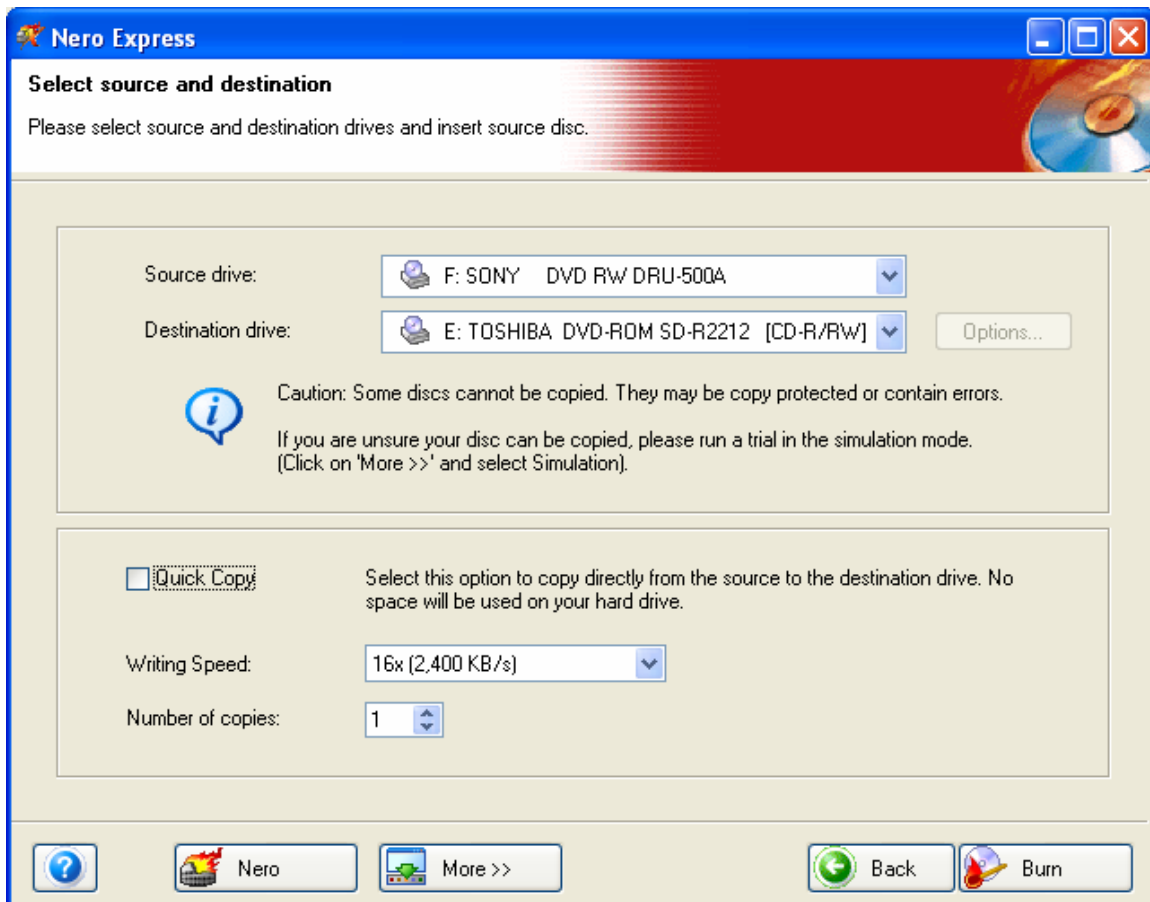 Nero Express
Select source and destination
Please select source and destination drives and insert source disc.
Source drive: F: SONY DVD RW DRU-500A
Destination drive: E: TOSHIBA DVD-ROM SD-R2212 [CD-R/RW] Options...
Caution: Some discs cannot be copied. They may be copy protected or contain errors.
If you are unsure your disc can be copied, please run a trial in the simulation mode.
(Click on 'More >>' and select Simulation).
Quick Copy Select this option to copy directly from the source to the destination drive. No
space will be used on your hard drive.
Writing Speed: 16x (2,400 KB/s)
Number of copies: 1
? Nero More >> Back Burn